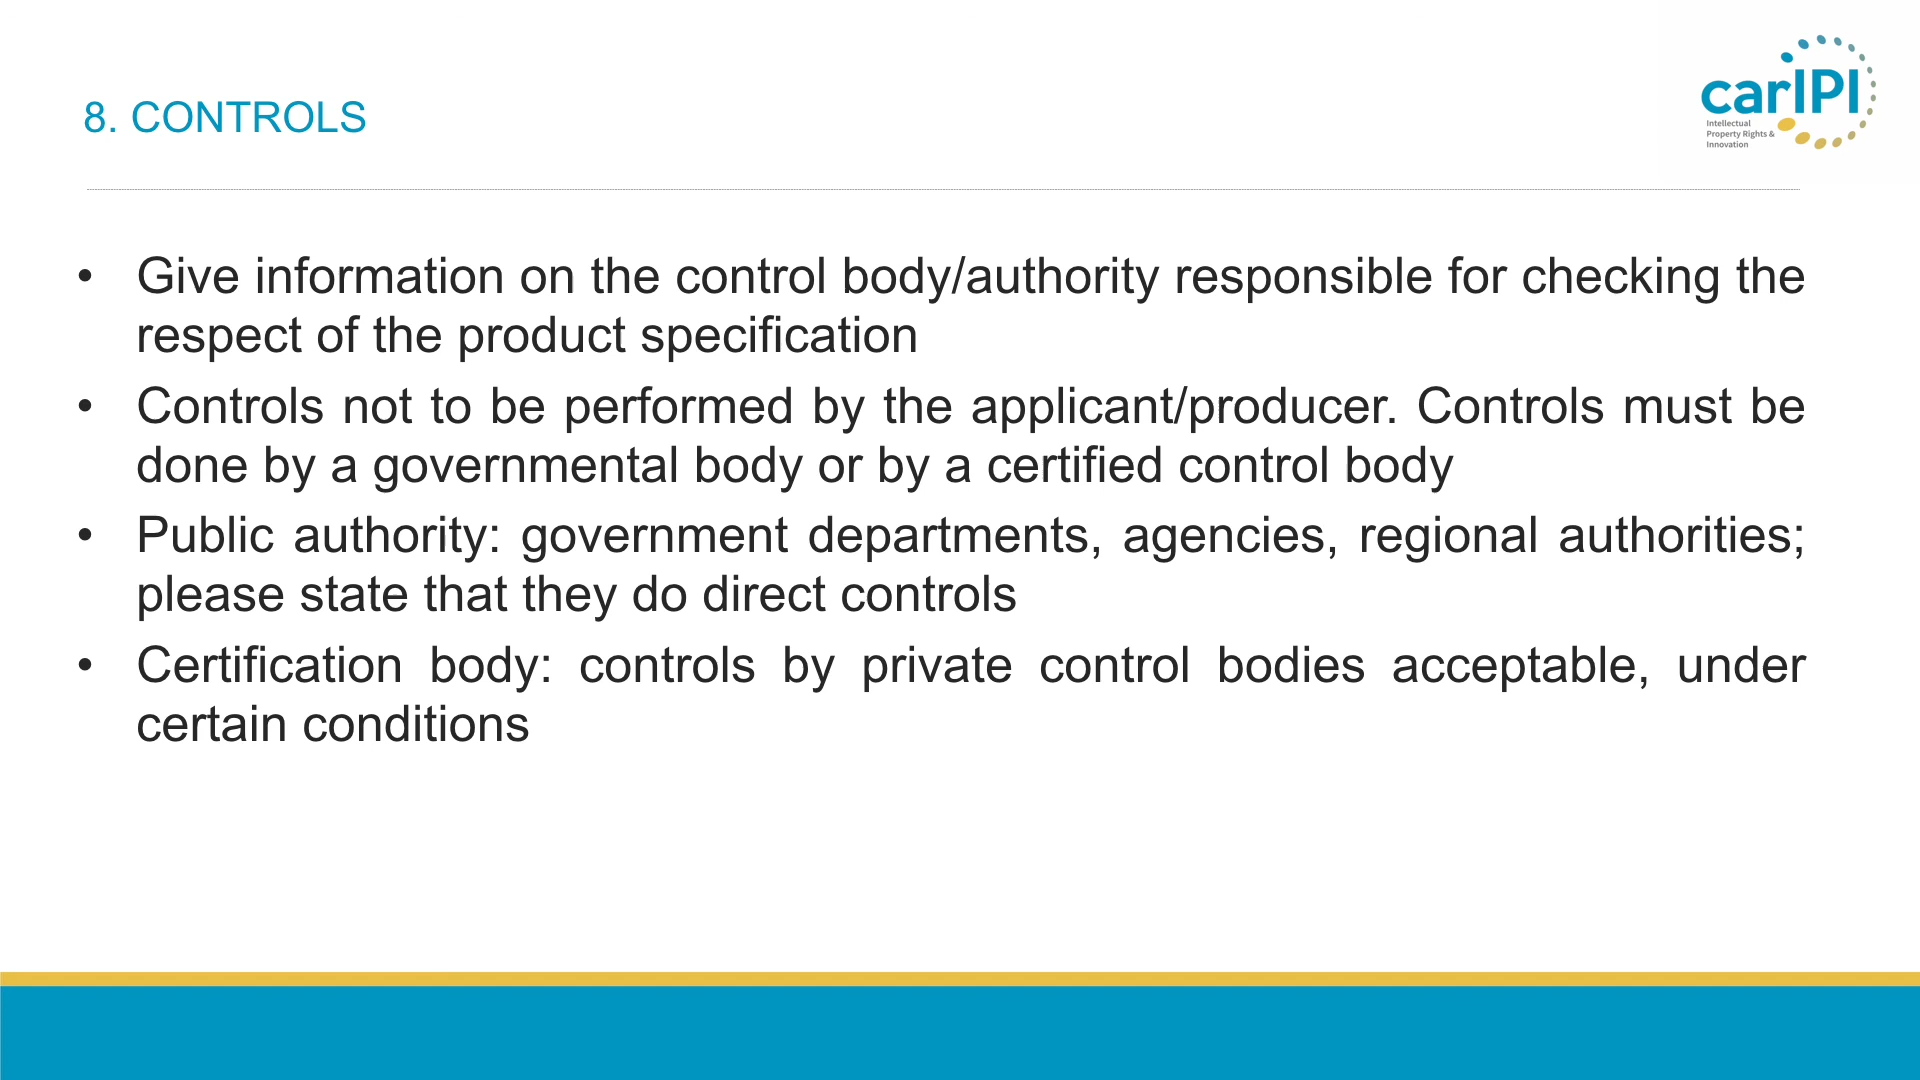 8. CONTROLS
carIPI
Intellectual
Property Rights &
Innovation
• Give information on the control body/authority responsible for checking the
respect of the product specification
• Controls not to be performed by the applicant/producer. Controls must be
done by a governmental body or by a certified control body
• Public authority: government departments, agencies, regional authorities;
please state that they do direct controls
• Certification body: controls by private control bodies acceptable, under
certain conditions